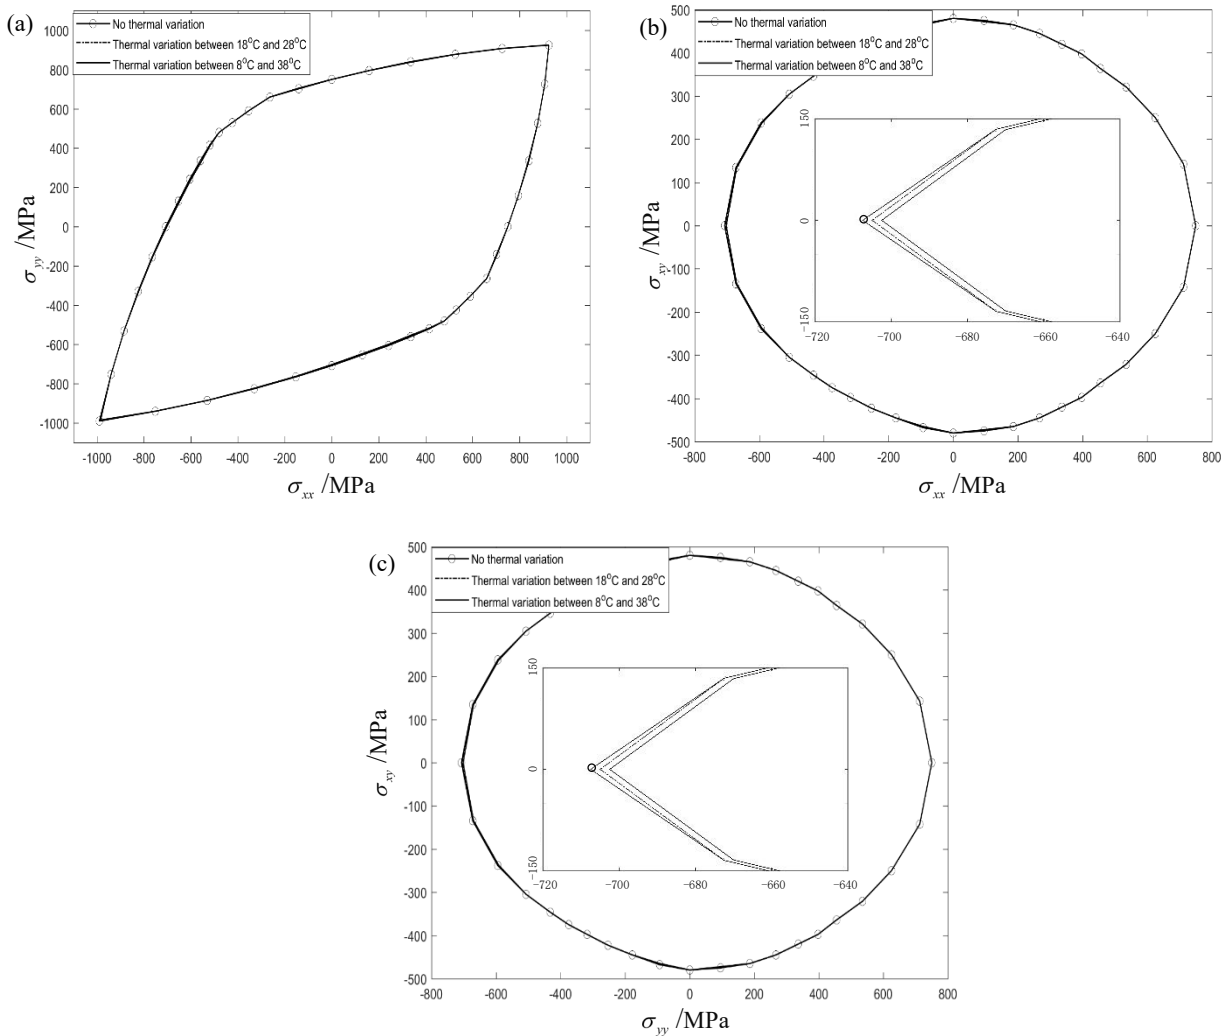 (a)
No thermal variation
Thermal variation between 18°C and 28°C
Thermal variation between 8°C and 38°C
1000
800
600
400
200
0
-200
-400
-600
-800
-1000
-1000 -800 -600 -400 -200 0 200 400 600 800 1000
σyy /MPa
σxx /MPa
(b)
No thermal variation
Thermal variation between 18°C and 28°C
Thermal variation between 8°C and 38°C
500
400
300
200
100
0
-100
-200
-300
-400
-500
-800 -600 -400 -200 0 200 400 600 800
150
0
-150
-720 -700 -680 -660 -640
σxy /MPa
σxx /MPa
(c)
No thermal variation
Thermal variation between 18°C and 28°C
Thermal variation between 8°C and 38°C
500
400
300
200
100
0
-100
-200
-300
-400
-500
-800 -600 -400 -200 0 200 400 600 800
150
0
-150
-720 -700 -680 -660 -640
σxy /MPa
σyy /MPa